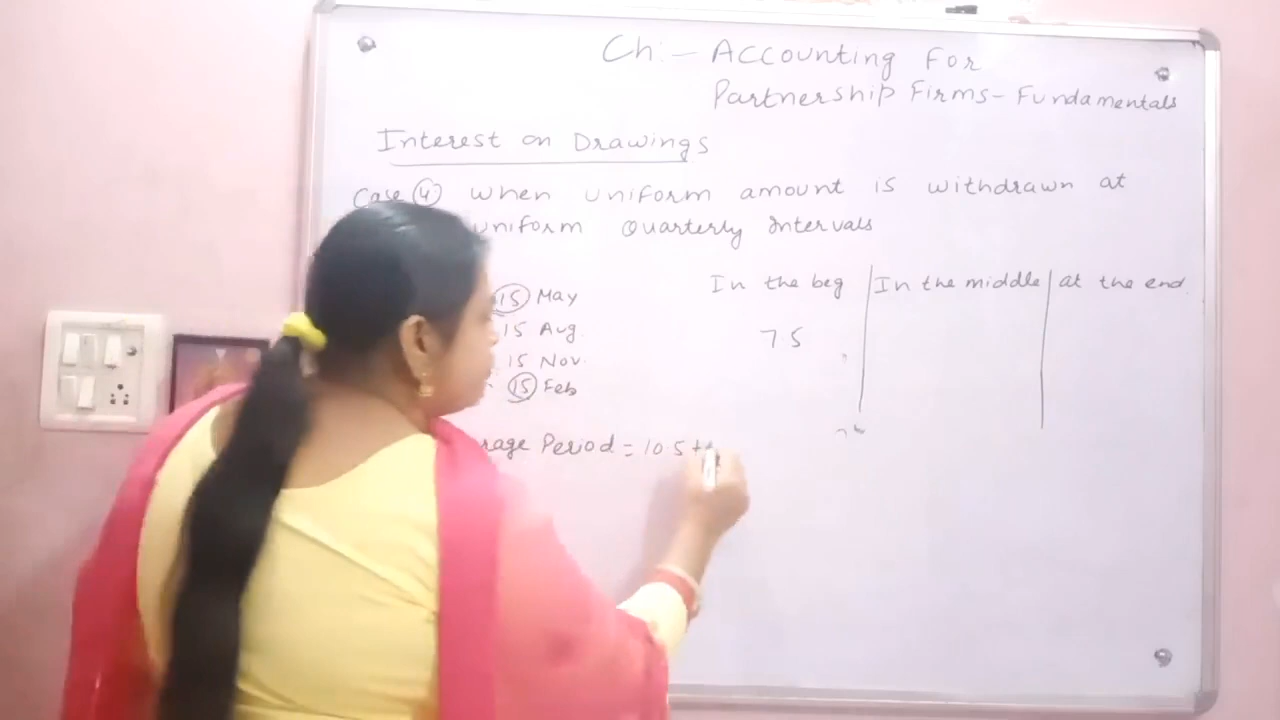 Ch:- Accounting For
Partnership Firms- Fundamentals
Interest on Drawings
Case 4 When uniform amount is withdrawn at
uniform Quarterly Intervals
In the beg In the middle at the end
15 May
15 Aug.
7.5
15 Nov.
15 Feb
Period = 10.5 +